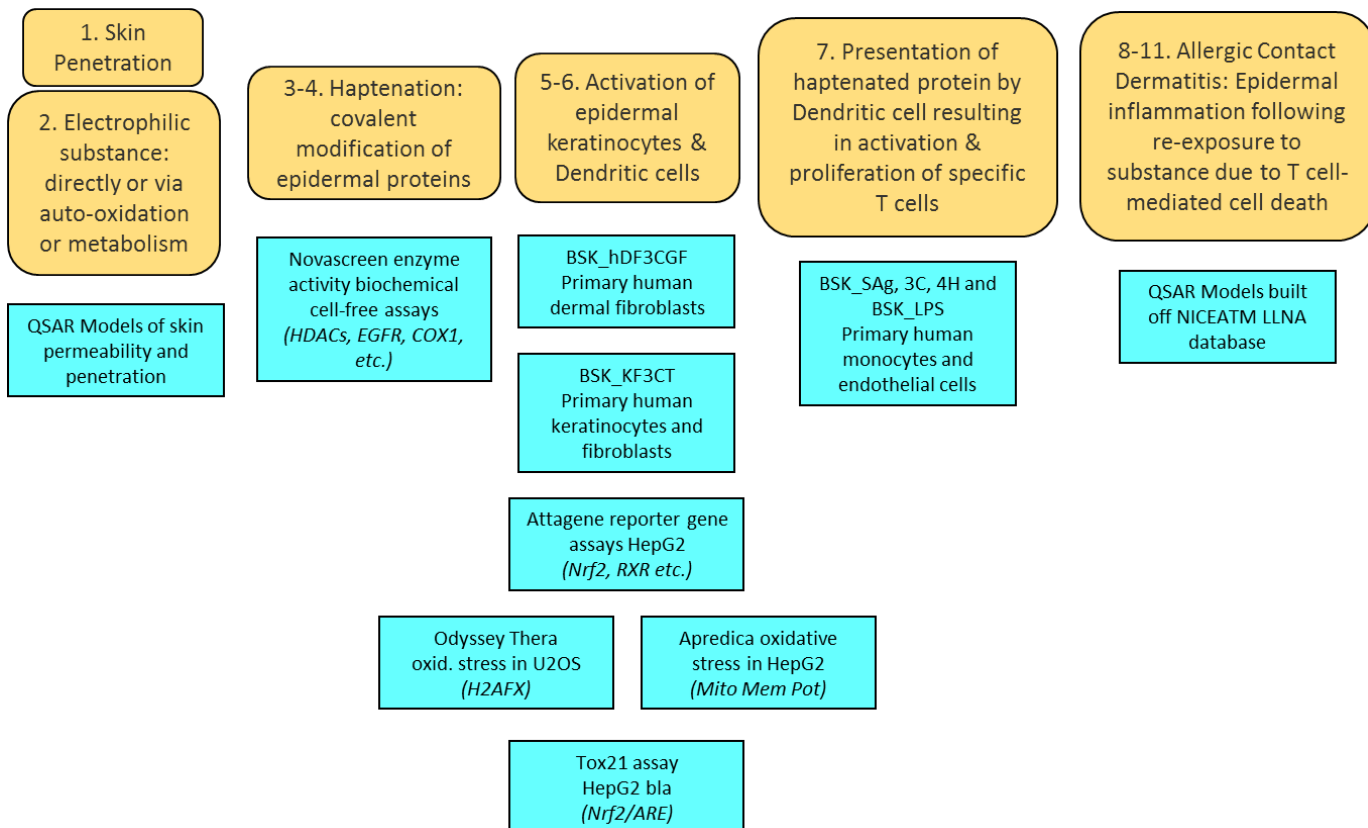 1. Skin
Penetration
2. Electrophilic
substance:
directly or via
auto-oxidation
or metabolism
QSAR Models of skin
permeability and
penetration
3-4. Haptenation:
covalent
modification of
epidermal proteins
Novascreen enzyme
activity biochemical
cell-free assays
(HDACs, EGFR, COX1,
etc.)
5-6. Activation of
epidermal
keratinocytes &
Dendritic cells
BSK_hDF3CGF
Primary human
dermal fibroblasts
BSK_KF3CT
Primary human
keratinocytes and
fibroblasts
Attagene reporter gene
assays HepG2
(Nrf2, RXR etc.)
Odyssey Thera
oxid. stress in U2OS
(H2AFX)
Apredica oxidative
stress in HepG2
(Mito Mem Pot)
Tox21 assay
HepG2 bla
(Nrf2/ARE)
7. Presentation of
haptenated protein by
Dendritic cell resulting
in activation &
proliferation of specific
T cells
BSK_SAg, 3C, 4H and
BSK_LPS
Primary human
monocytes and
endothelial cells
8-11. Allergic Contact
Dermatitis: Epidermal
inflammation following
re-exposure to
substance due to T cell-
mediated cell death
QSAR Models built
off NICEATM LLNA
database